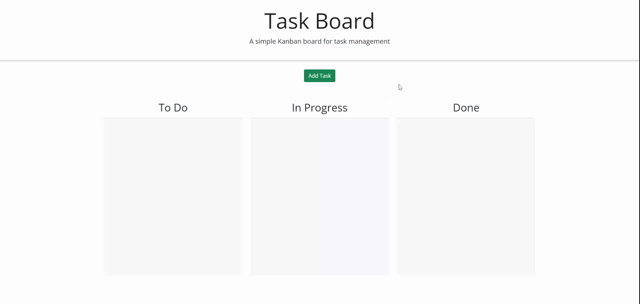 Task Board
A simple Kanban board for task management
Add Task
To Do
In Progress
Done